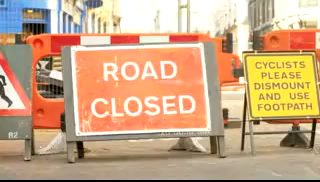 ROAD
CLOSED
CYCLISTS
PLEASE
DISMOUNT
AND USE
FOOTPATH